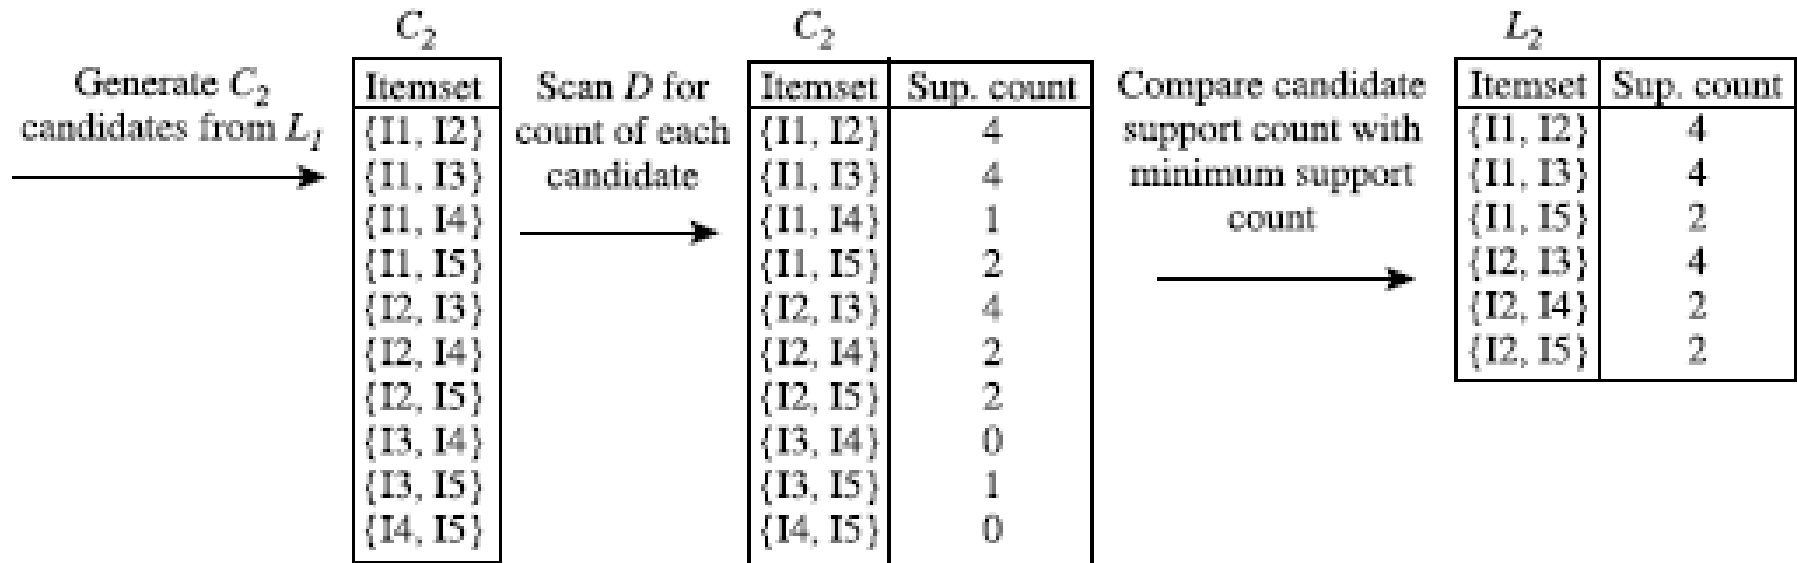 C2
Generate C2
candidates from L1
Itemset
{I1, I2}
{I1, I3}
{I1, I4}
{I1, I5}
{I2, I3}
{I2, I4}
{I2, I5}
{I3, I4}
{I3, I5}
{I4, I5}
Scan D for
count of each
candidate
C2
Itemset Sup. count
{I1, I2} 4
{I1, I3} 4
{I1, I4} 1
{I1, I5} 2
{I2, I3} 4
{I2, I4} 2
{I2, I5} 2
{I3, I4} 0
{I3, I5} 1
{I4, I5} 0
Compare candidate
support count with
minimum support
count
L2
Itemset Sup. count
{I1, I2} 4
{I1, I3} 4
{I1, I5} 2
{I2, I3} 4
{I2, I4} 2
{I2, I5} 2